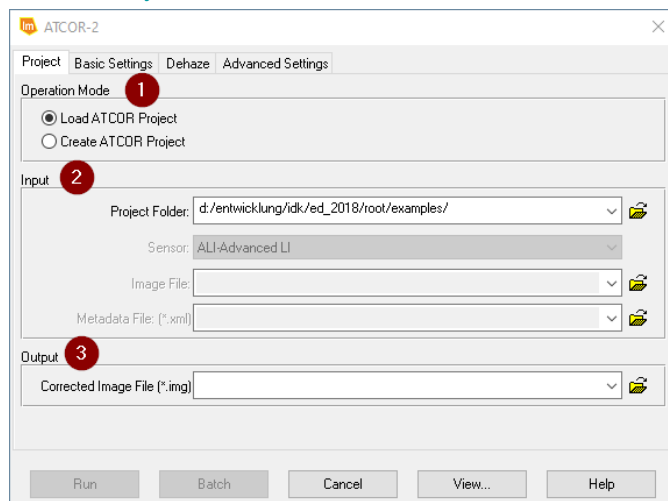 Im ATCOR-2
Project Basic Settings Dehaze Advanced Settings
Operation Mode 1
Load ATCOR Project
Create ATCOR Project
Input 2
Project Folder: d:/entwicklung/idk/ed_2018/root/examples/
Sensor: ALI-Advanced LI
Image File:
Metadata File: (*.xml)
Output 3
Corrected Image File (*.img)
Run Batch Cancel View... Help